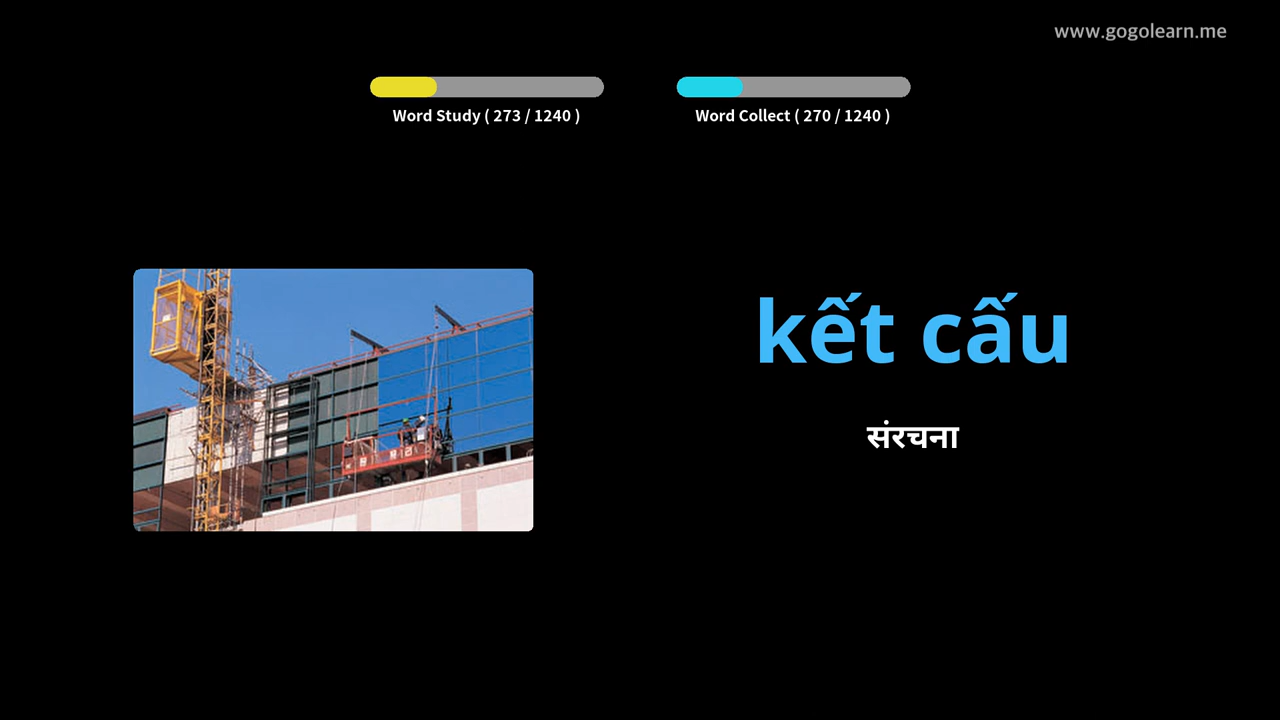 www.gogolearn.me
Word Study ( 273 / 1240 )
Word Collect ( 270 / 1240 )
kết cấu
संरचना